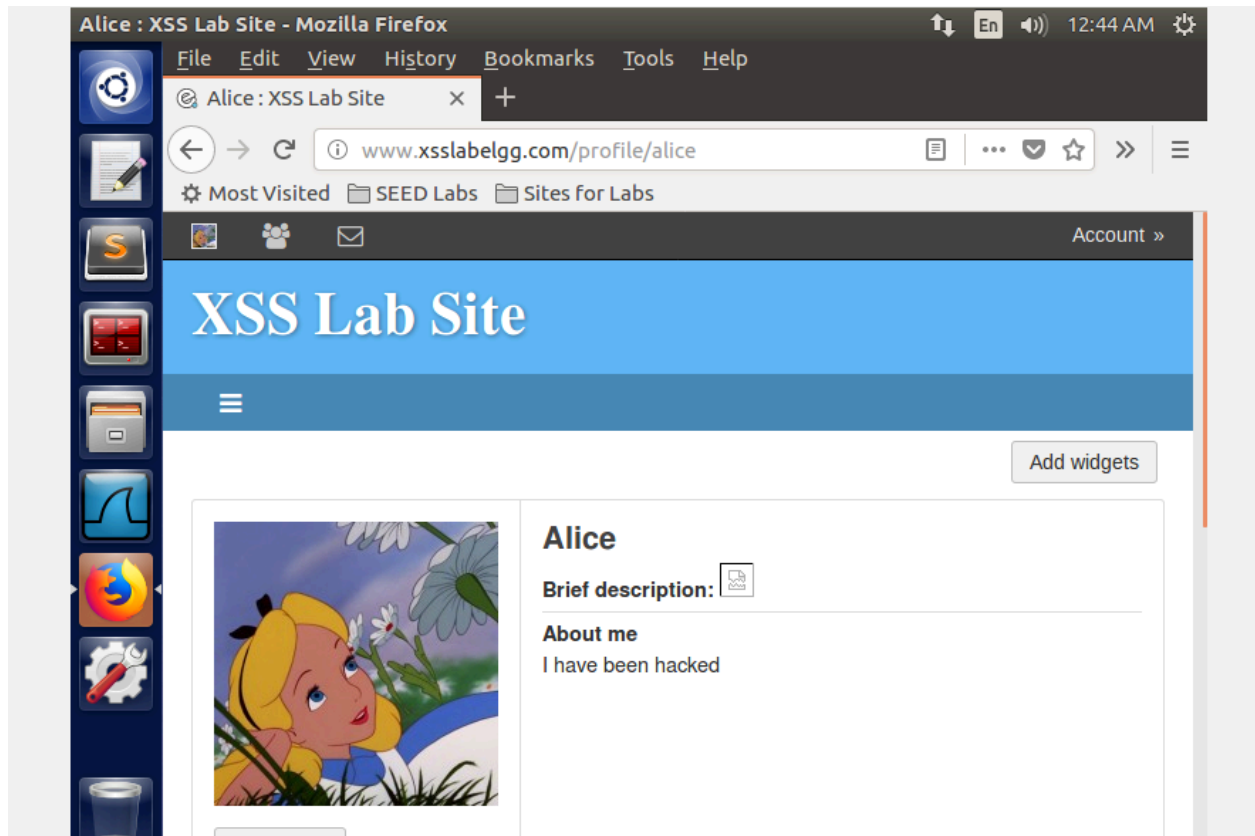 Alice : XSS Lab Site - Mozilla Firefox En 12:44 AM
File Edit View History Bookmarks Tools Help
Alice : XSS Lab Site
www.xsslabelgg.com/profile/alice
Most Visited SEED Labs Sites for Labs
Account »
XSS Lab Site
Add widgets
Alice
Brief description:
About me
I have been hacked